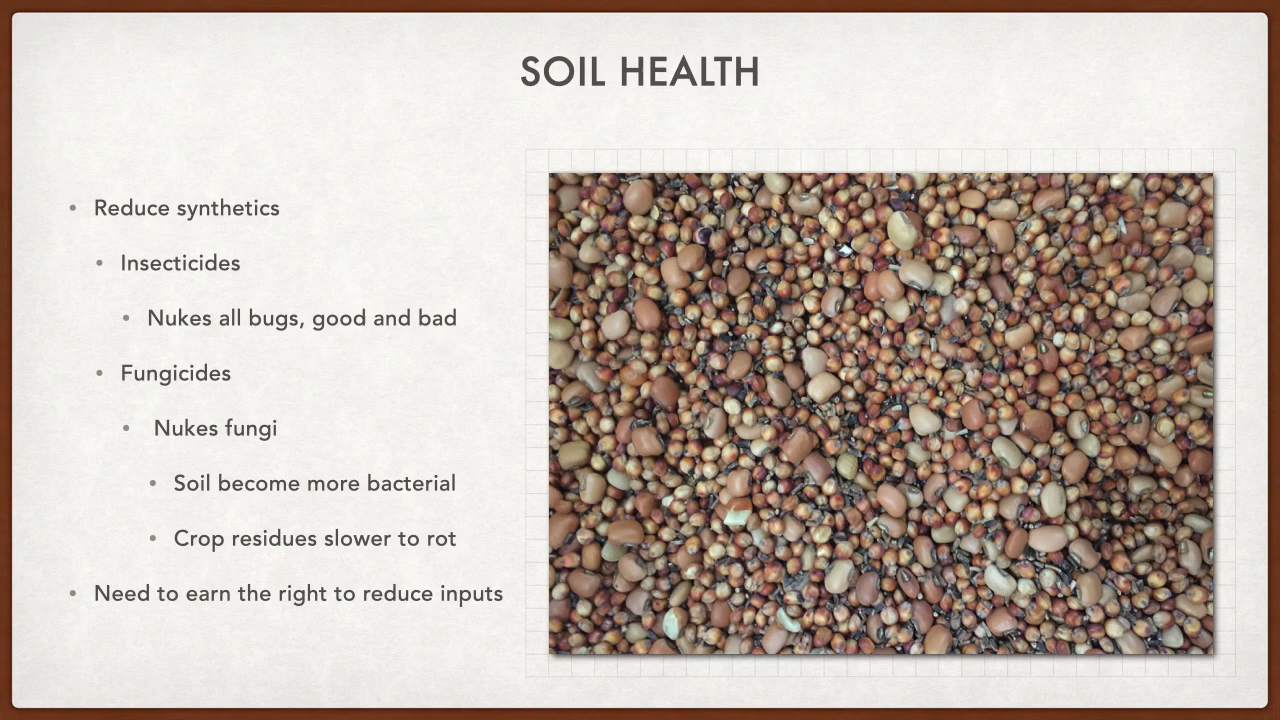 SOIL HEALTH
• Reduce synthetics
• Insecticides
• Nukes all bugs, good and bad
• Fungicides
• Nukes fungi
• Soil become more bacterial
• Crop residues slower to rot
• Need to earn the right to reduce inputs